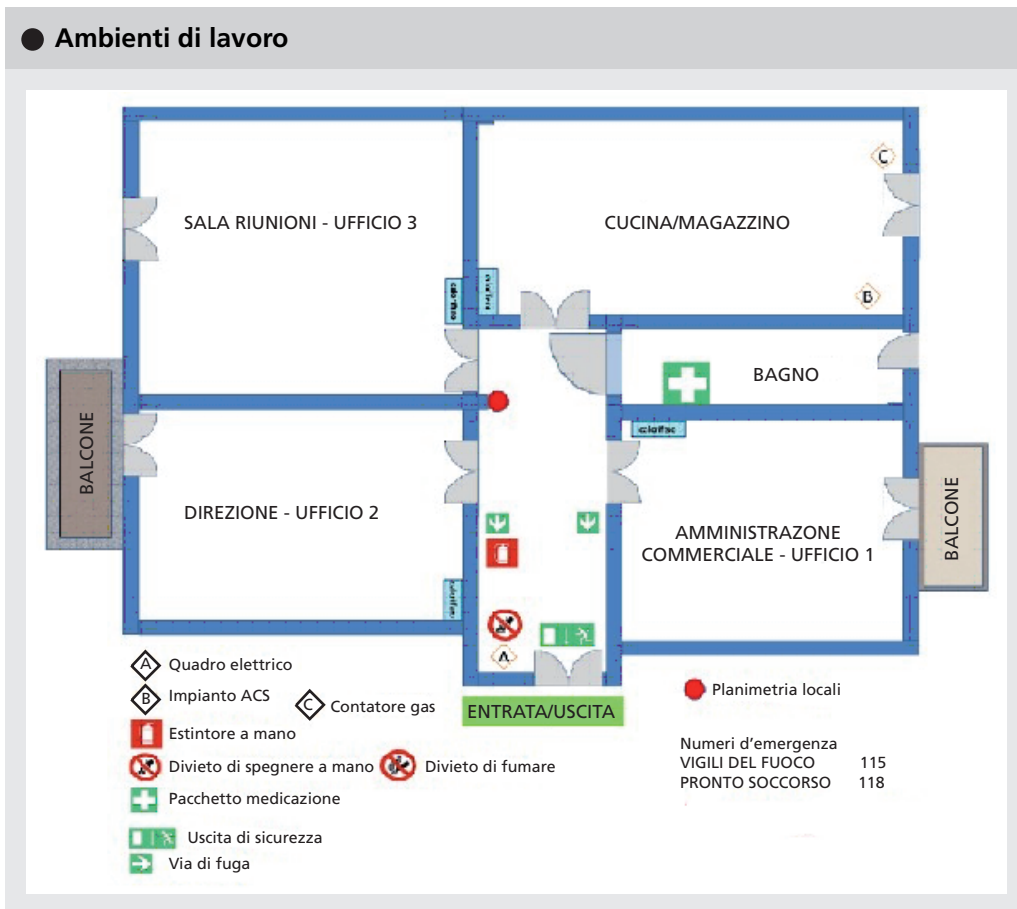 Ambienti di lavoro
SALA RIUNIONI - UFFICIO 3
CUCINA/MAGAZZINO
C
B
calorifero
BAGNO
BALCONE
DIREZIONE - UFFICIO 2
AMMINISTRAZONE
COMMERCIALE - UFFICIO 1
BALCONE
A
ENTRATA/USCITA
A Quadro elettrico
B Impianto ACS
C Contatore gas
Estintore a mano
Divieto di spegnere a mano
Divieto di fumare
Pacchetto medicazione
Uscita di sicurezza
Via di fuga
Planimetria locali
Numeri d'emergenza
VIGILI DEL FUOCO 115
PRONTO SOCCORSO 118